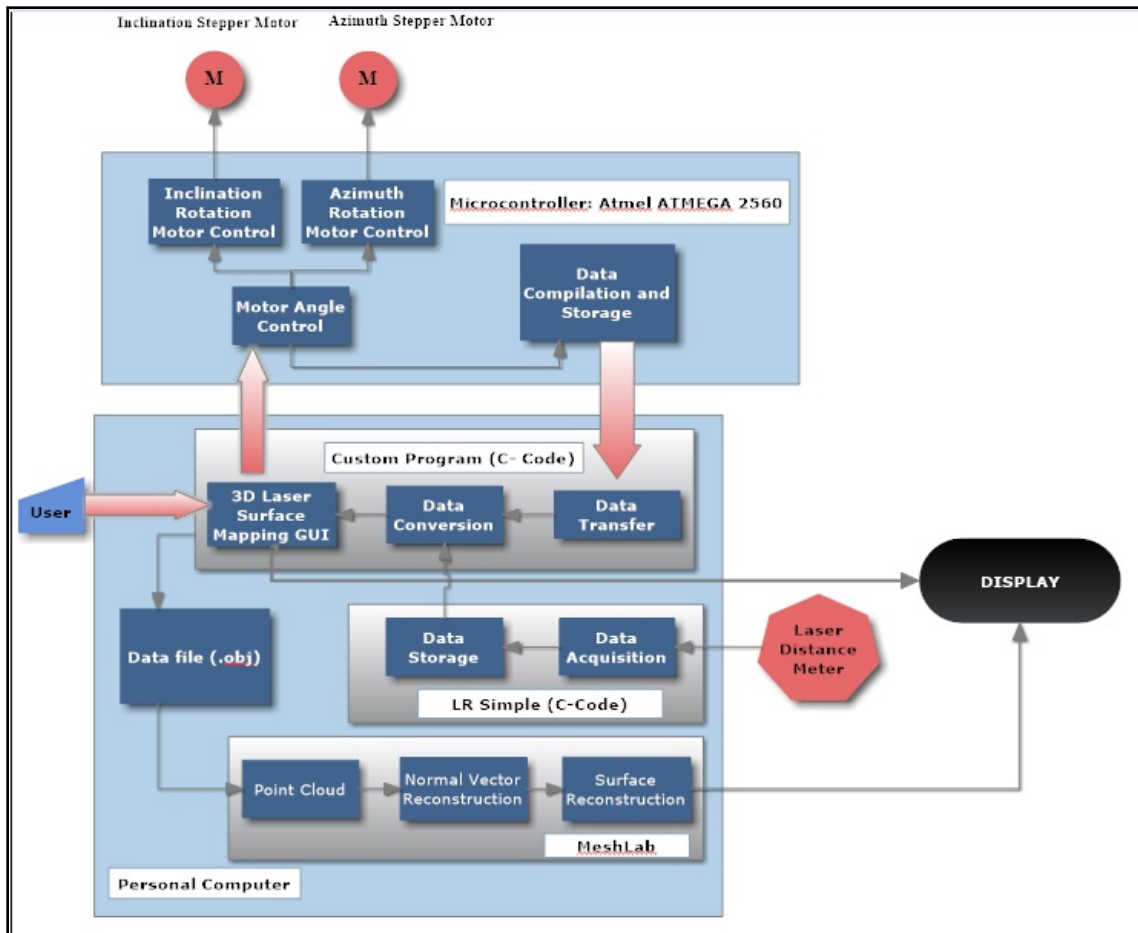 Inclination Stepper Motor
Azimuth Stepper Motor
M
M
Inclination
Rotation
Motor Control
Azimuth
Rotation
Motor Control
Microcontroller: Atmel ATMEGA 2560
Data
Compilation and
Storage
Motor Angle
Control
Custom Program (C- Code)
User
3D Laser
Surface
Mapping GUI
Data
Conversion
Data
Transfer
DISPLAY
Data file (.obj)
Data
Storage
Data
Acquisition
Laser
Distance
Meter
LR Simple (C-Code)
Point Cloud
Normal Vector
Reconstruction
Surface
Reconstruction
MeshLab
Personal Computer